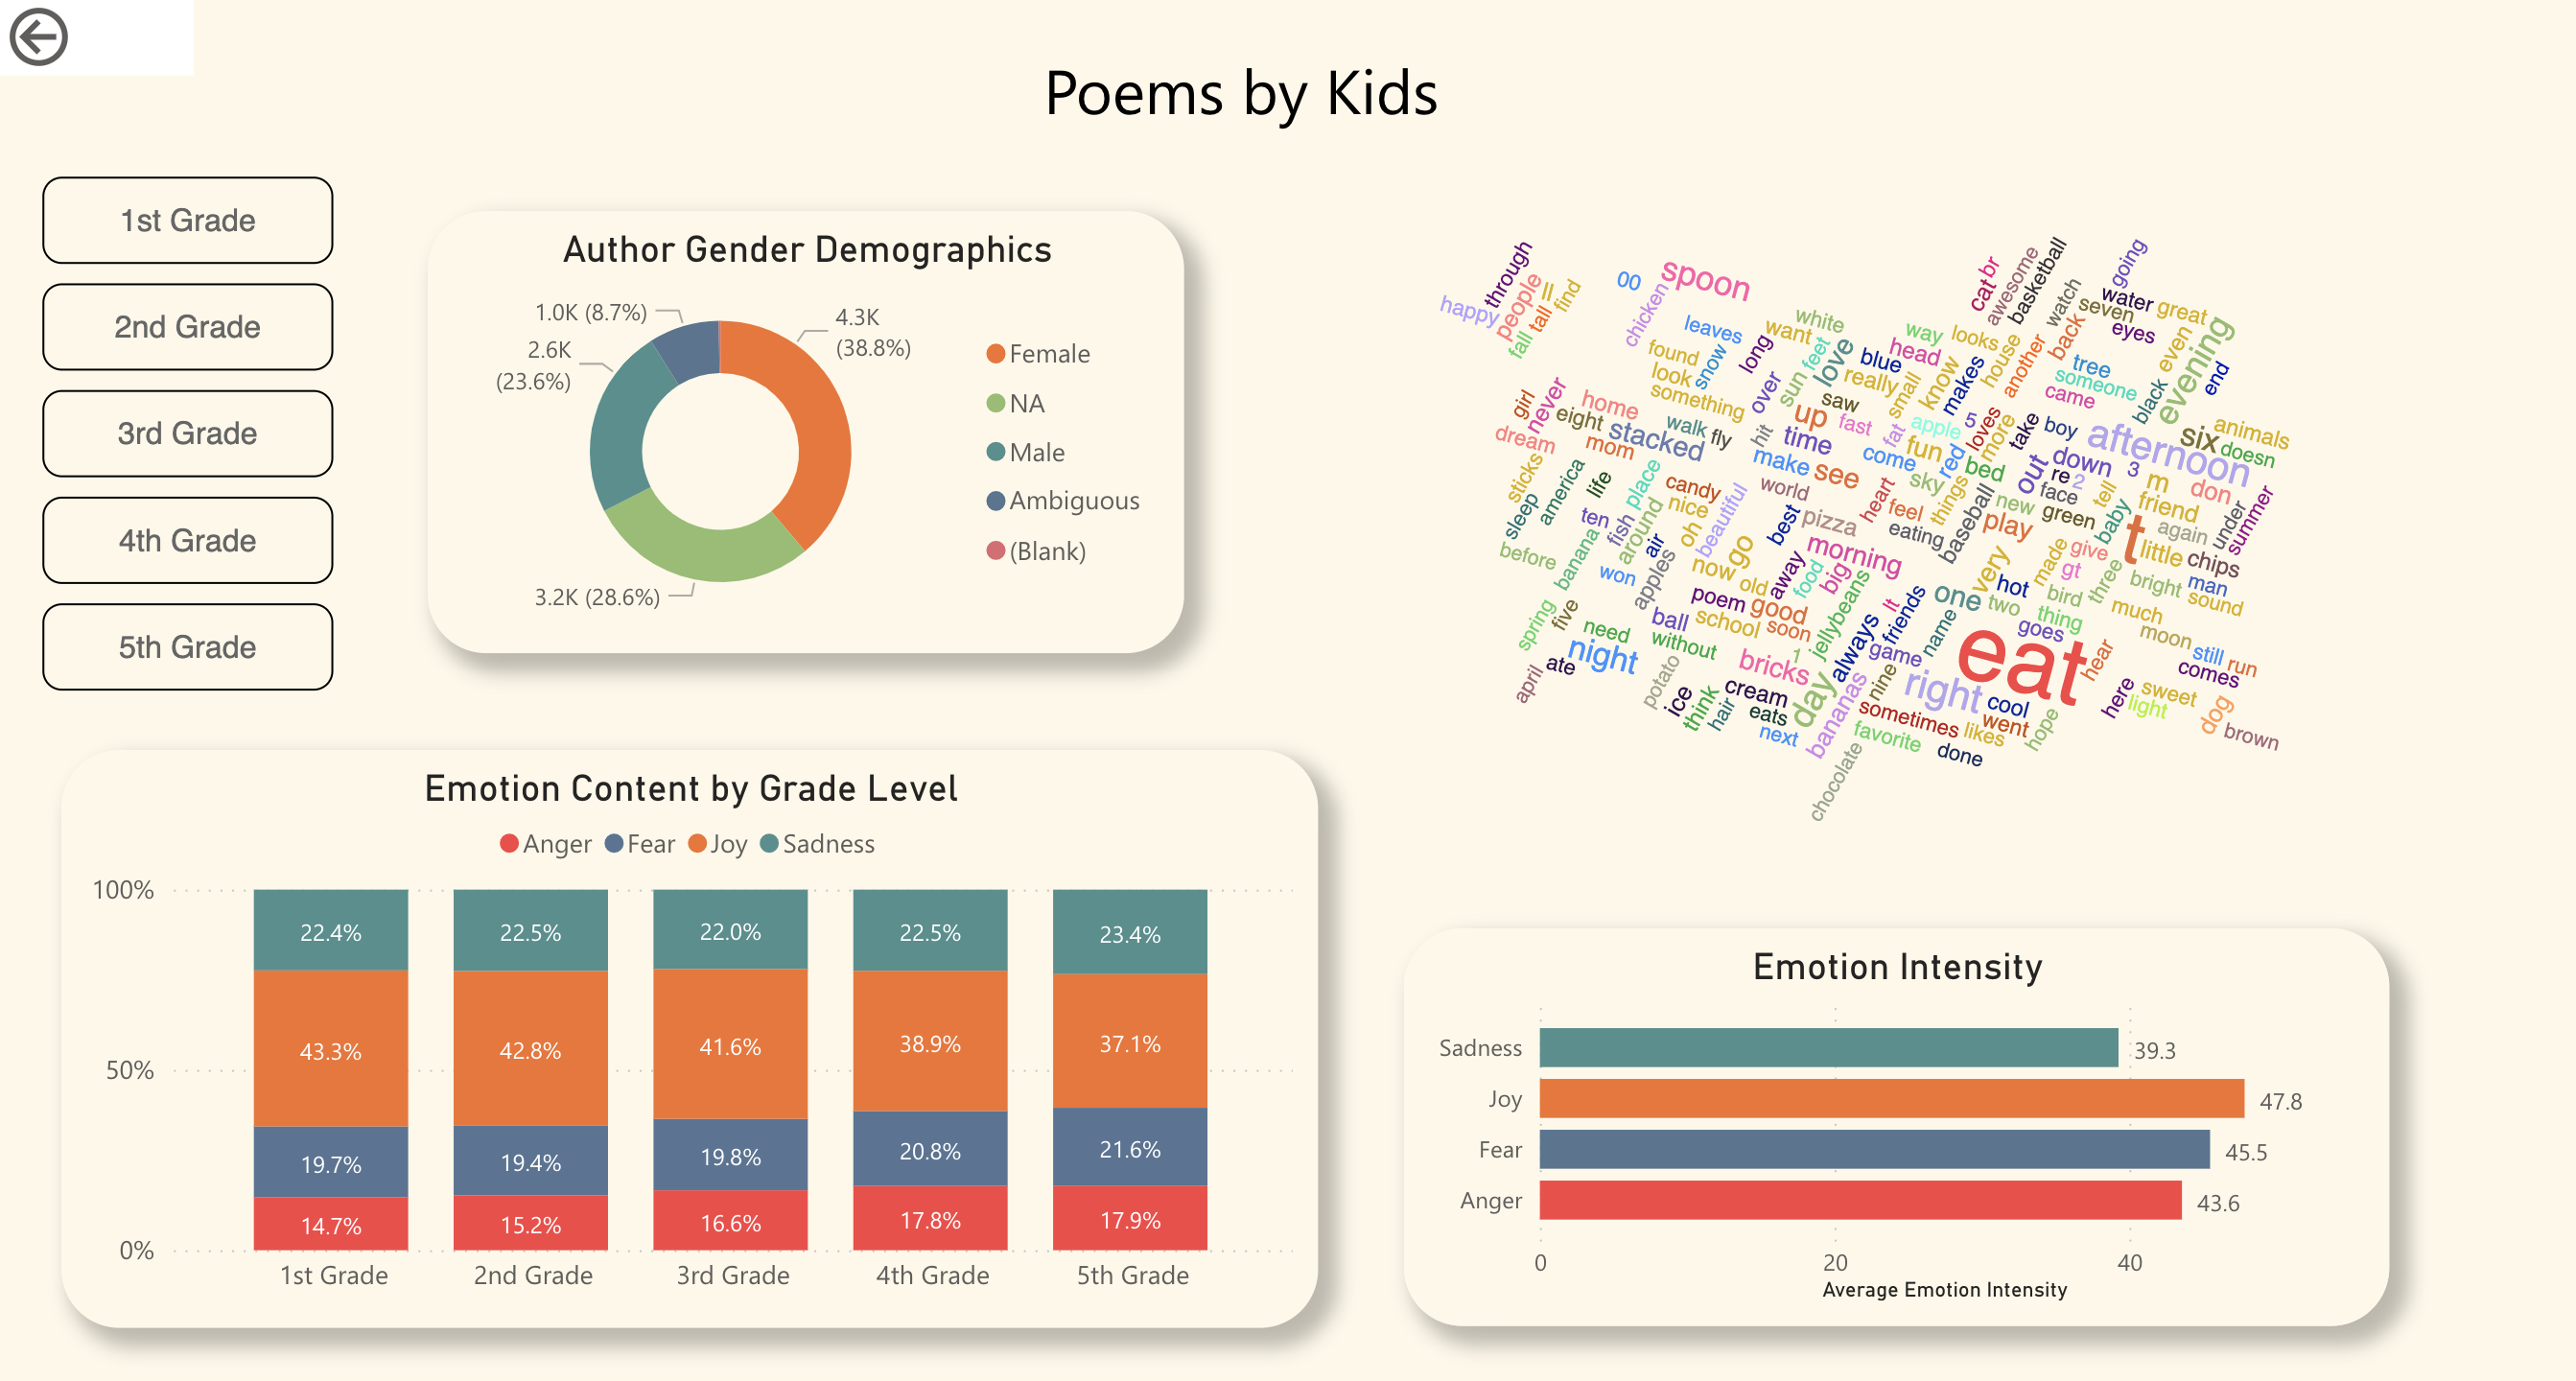 Poems by Kids
1st Grade
2nd Grade
3rd Grade
4th Grade
5th Grade
Author Gender Demographics
1.0K (8.7%)
4.3K
(38.8%)
2.6K
(23.6%)
3.2K (28.6%)
Female
NA
Male
Ambiguous
(Blank)
through
people
ll
find
happy
tall
fall
00
spoon
chicken
leaves
want
white
found
snow
long
feet
love
look
something
over
sun
blue
really
way
head
looks
small
know
makes
house
another
back
cat
br
awesome
basketball
watch
going
water
seven
great
eyes
even
evening
end
tree
someone
came
black
girl
never
eight
home
dream
stacked
mom
walk
fly
hit
up
saw
time
fast
fat
apple
5
loves
more
take
boy
afternoon
six
animals
doesn
sticks
sleep
america
life
place
candy
nice
make
see
come
fun
red
bed
out
down
3
re
2
m
don
summer
world
heart
sky
things
face
tell
friend
under
before
ten
fish
around
oh
beautiful
best
pizza
feel
eating
baseball
new
green
play
baby
t
again
banana
air
won
apples
go
now
old
away
morning
food
big
very
made
give
gt
little
chips
man
spring
five
need
poem
good
ball
school
soon
jellybeans
lt
friends
one
hot
two
bird
three
bright
sound
thing
much
night
without
1
always
game
name
goes
moon
still
run
april
ate
potato
bricks
ice
cream
think
hair
eats
day
bananas
nine
right
eat
hear
comes
next
sometimes
cool
went
likes
hope
here
light
sweet
dog
brown
favorite
done
chocolate
Emotion Content by Grade Level
Anger Fear Joy Sadness
100%
50%
0%
22.4% 22.5% 22.0% 22.5% 23.4%
43.3% 42.8% 41.6% 38.9% 37.1%
19.7% 19.4% 19.8% 20.8% 21.6%
14.7% 15.2% 16.6% 17.8% 17.9%
1st Grade 2nd Grade 3rd Grade 4th Grade 5th Grade
Emotion Intensity
Sadness 39.3
Joy 47.8
Fear 45.5
Anger 43.6
0 20 40
Average Emotion Intensity